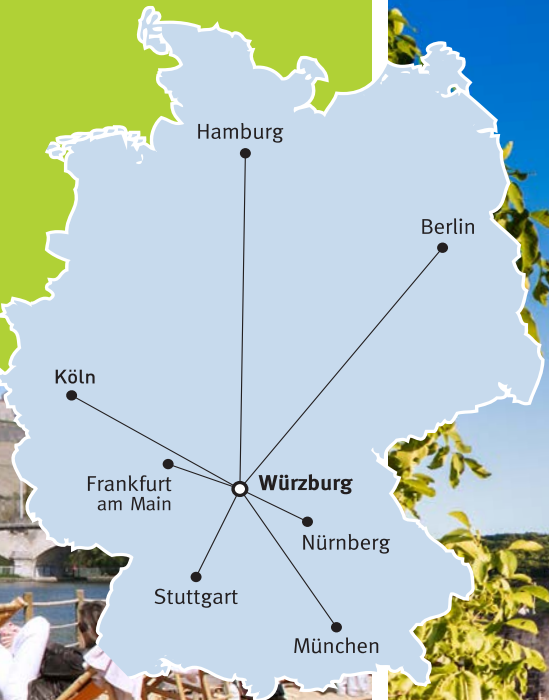 Hamburg
Berlin
Köln
Frankfurt
am Main
Würzburg
Nürnberg
Stuttgart
München